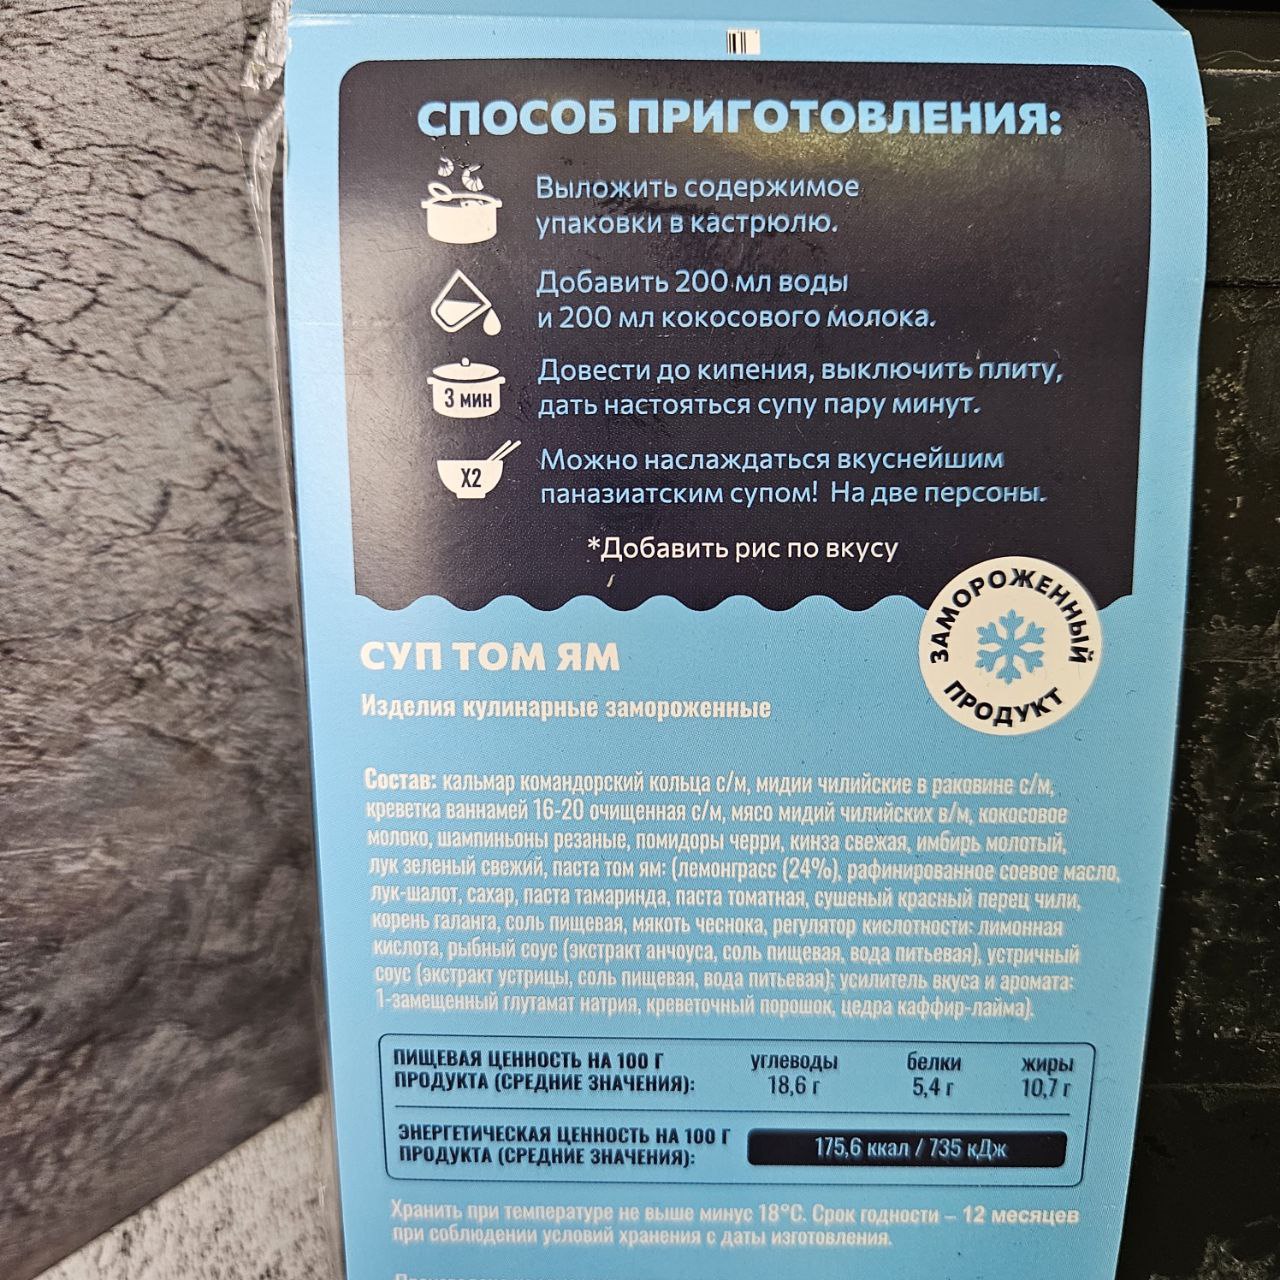 СПОСОБ ПРИГОТОВЛЕНИЯ:
Выложить содержимое
упаковки в кастрюлю.
Добавить 200 мл воды
и 200 мл кокосового молока.
3 мин
Довести до кипения, выключить плиту,
дать настояться супу пару минут.
X2
Можно наслаждаться вкуснейшим
паназиатским супом! На две персоны.
*Добавить рис по вкусу
ЗАМОРОЖЕННЫЙ
ПРОДУКТ
СУП ТОМ ЯМ
Изделия кулинарные замороженные
Состав: кальмар командорский кольца с/м, мидии чилийские в раковине с/м,
креветка ваннамей 16-20 очищенная с/м, мясо мидий чилийских в/м, кокосовое
молоко, шампиньоны резаные, помидоры черри, кинза свежая, имбирь молотый,
лук зеленый свежий, паста том ям: (лемонграсс (24%), рафинированное соевое масло,
лук-шалот, сахар, паста тамаринда, паста томатная, сушеный красный перец чили,
корень галанга, соль пищевая, мякоть чеснока, регулятор кислотности: лимонная
кислота, рыбный соус (экстракт анчоуса, соль пищевая, вода питьевая), устричный
соус (экстракт устрицы, соль пищевая, вода питьевая); усилитель вкуса и аромата:
1-замещенный глутамат натрия, креветочный порошок, цедра каффир-лайма).
ПИЩЕВАЯ ЦЕННОСТЬ НА 100 Г
ПРОДУКТА (СРЕДНИЕ ЗНАЧЕНИЯ):
углеводы белки жиры
18,6 г 5,4 г 10,7 г
ЭНЕРГЕТИЧЕСКАЯ ЦЕННОСТЬ НА 100 Г
ПРОДУКТА (СРЕДНИЕ ЗНАЧЕНИЯ):
175,6 ккал / 735 кДж
Хранить при температуре не выше минус 18°С. Срок годности – 12 месяцев
при соблюдении условий хранения с даты изготовления.